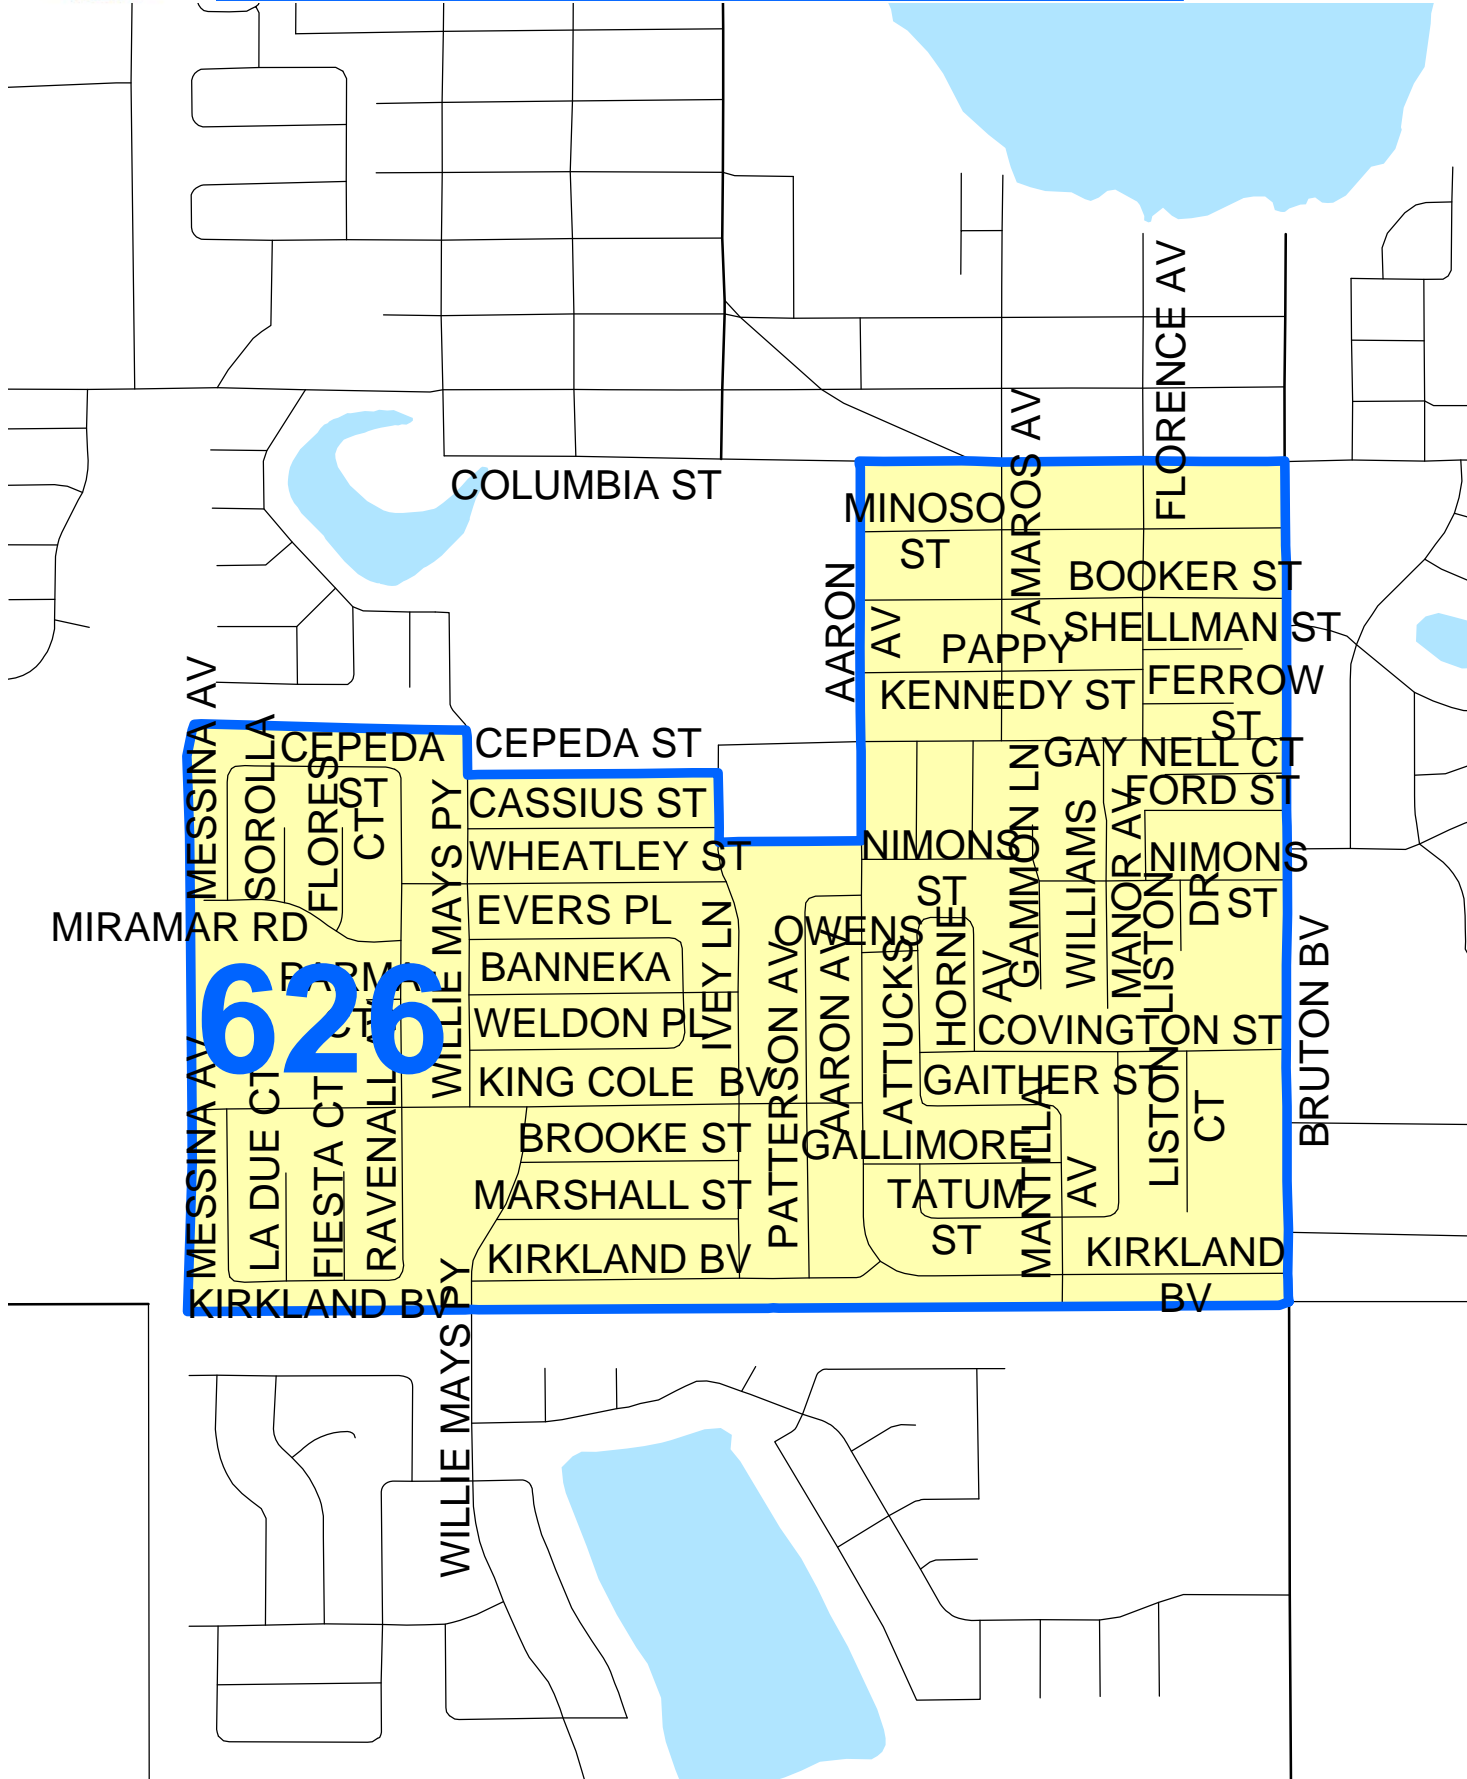 FLORENCE AV
AMAROS AV
COLUMBIA ST
MINOSO
ST
AARON
AV
BOOKER ST
SHELLMAN ST
PAPPY
KENNEDY ST
FERROW
ST
MESSINA AV
SOROLLA
CEPEDA
ST
CEPEDA ST
FLORES
CT
GAY NELL CT
FORD ST
WILLIE MAYS PY
CASSIUS ST
WHEATLEY ST
NIMONS
ST
GAMMON LN
WILLIAMS
MANOR AV
NIMONS
ST
LISTON
DR
MIRAMAR RD
EVERS PL
IVEY LN
OWENS
HORNE
AV
BRUTON BV
PARMA
CT
626
BANNEKA
WELDON PL
PATTERSON AV
AARON AV
ATTUCKS
COVINGTON ST
KING COLE BV
GAITHER ST
MESSINA AV
LA DUE CT
FIESTA CT
RAVENALL
BROOKE ST
GALLIMORE
MARSHALL ST
TATUM
ST
MANTILLA
AV
LISTON
CT
KIRKLAND BV
KIRKLAND
BV
KIRKLAND BV
WILLIE MAYS PY